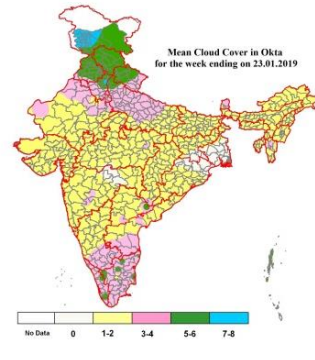 Mean Cloud Cover in Okta
for the week ending on 23.01.2019
No Data 0 1-2 3-4 5-6 7-8